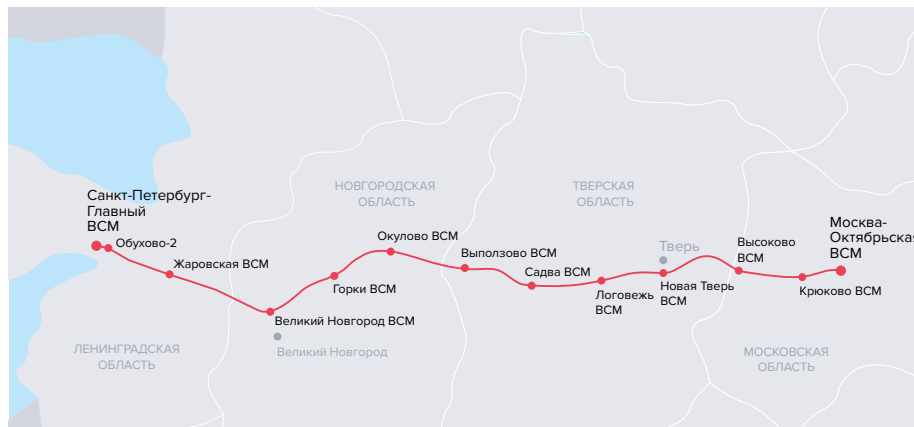 Санкт-Петербург-
Главный
ВСМ
Обухово-2
Жаровская ВСМ
Великий Новгород ВСМ
Великий Новгород
ЛЕНИНГРАДСКАЯ
ОБЛАСТЬ
НОВГОРОДСКАЯ
ОБЛАСТЬ
Горки ВСМ
Окулово ВСМ
Выползово ВСМ
ТВЕРСКАЯ
ОБЛАСТЬ
Садва ВСМ
Логовежь
ВСМ
Тверь
Новая Тверь
ВСМ
Высоково
ВСМ
Москва-
Октябрьская
ВСМ
Крюково ВСМ
МОСКОВСКАЯ
ОБЛАСТЬ